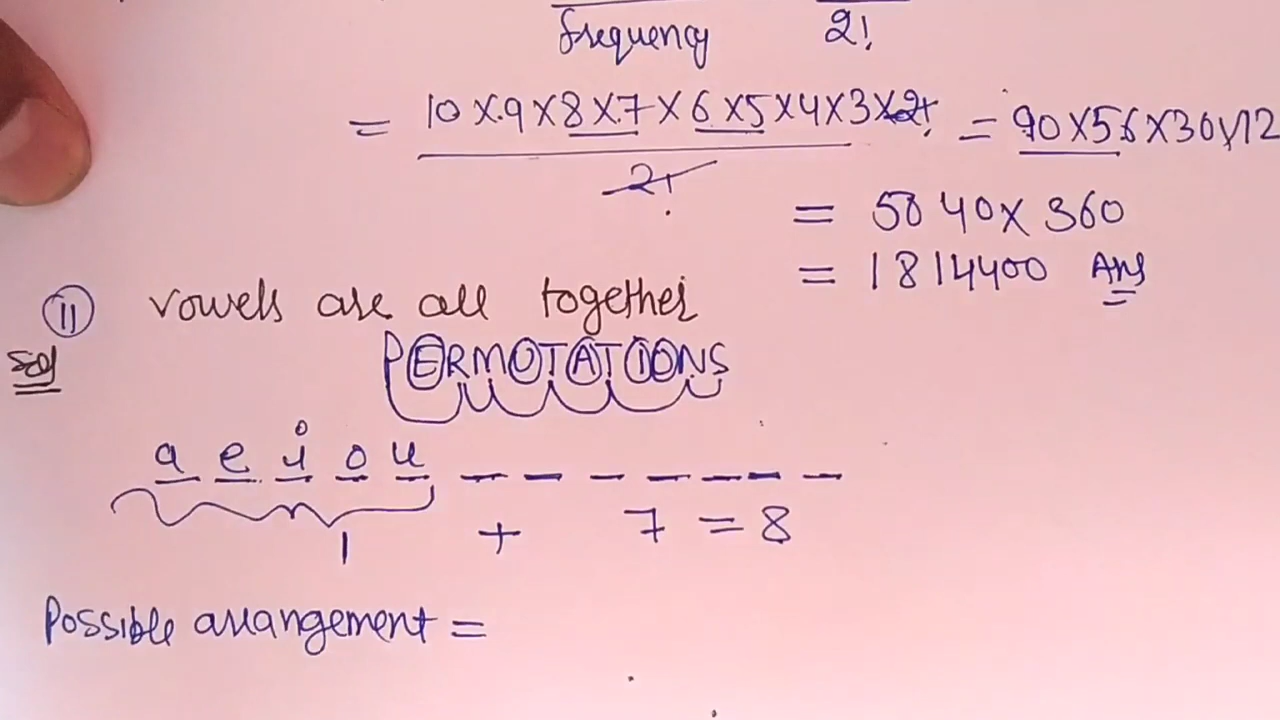 frequency 2!
= 10 × 9 × 8 × 7 × 6 × 5 × 4 × 3 × 2! = 90 × 56 × 30 × 12
2!
= 5040 × 360
= 1814400 Ans
(ii) vowels are all together
Sol PERMOTATIONS
a e i o u _ _ _ _ _ _ _
1 + 7 = 8
Possible arrangement =